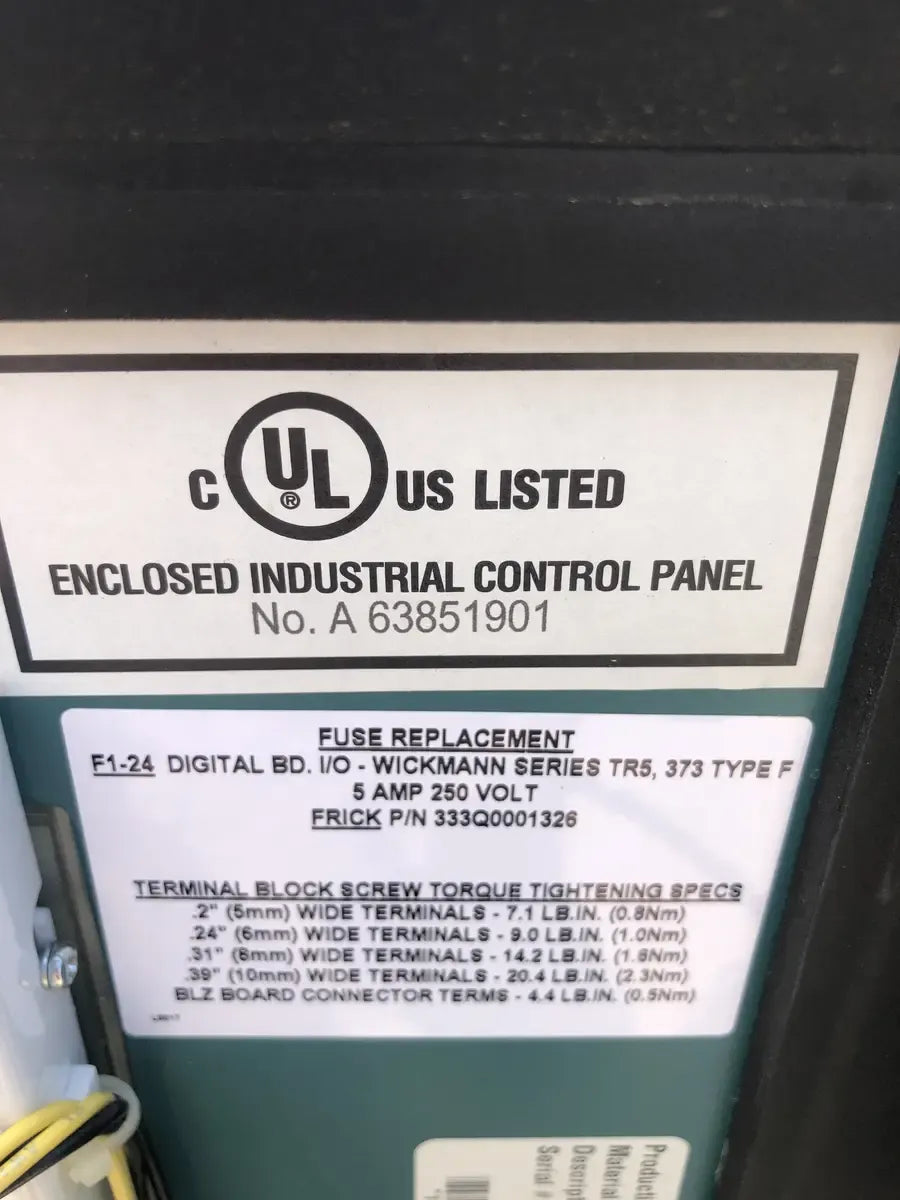 C UL® US LISTED
ENCLOSED INDUSTRIAL CONTROL PANEL
No. A 63851901
FUSE REPLACEMENT
F1-24 DIGITAL BD. I/O - WICKMANN SERIES TR5, 373 TYPE F
5 AMP 250 VOLT
FRICK P/N 333Q0001326
TERMINAL BLOCK SCREW TORQUE TIGHTENING SPECS
.2" (5mm) WIDE TERMINALS - 7.1 LB.IN. (0.8Nm)
.24" (6mm) WIDE TERMINALS - 9.0 LB.IN. (1.0Nm)
.31" (8mm) WIDE TERMINALS - 14.2 LB.IN. (1.6Nm)
.39" (10mm) WIDE TERMINALS - 20.4 LB.IN. (2.3Nm)
BLZ BOARD CONNECTOR TERMS - 4.4 LB.IN. (0.5Nm)
Product
Material
Descript
Serial #